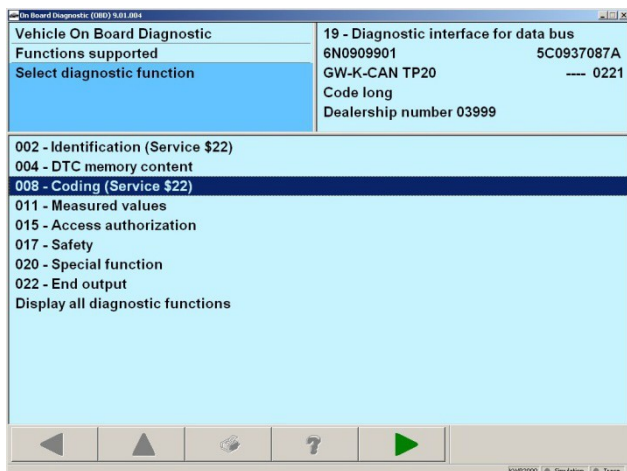 On Board Diagnostic (OBD) 9.01.004
Vehicle On Board Diagnostic
Functions supported
Select diagnostic function
19 - Diagnostic interface for data bus
6N0909901 5C0937087A
GW-K-CAN TP20 ---- 0221
Code long
Dealership number 03999
002 - Identification (Service $22)
004 - DTC memory content
008 - Coding (Service $22)
011 - Measured values
015 - Access authorization
017 - Safety
020 - Special function
022 - End output
Display all diagnostic functions
KWP2000 Simulation